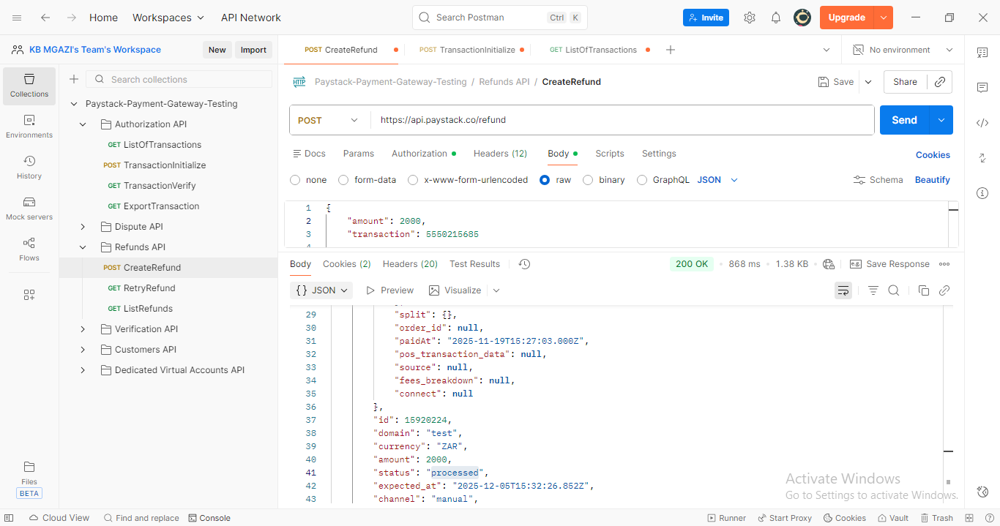 Home Workspaces API Network Search Postman Ctrl K Invite Upgrade
KB MGAZI's Team's Workspace New Import POST CreateRefund POST TransactionInitialize GET ListOfTransactions No environment
Collections
Environments
History
Mock servers
Flows
Files
BETA
Search collections
Paystack-Payment-Gateway-Testing
Authorization API
GET ListOfTransactions
POST TransactionInitialize
GET TransactionVerify
GET ExportTransaction
Dispute API
Refunds API
POST CreateRefund
GET RetryRefund
GET ListRefunds
Verification API
Customers API
Dedicated Virtual Accounts API
HTTP Paystack-Payment-Gateway-Testing / Refunds API / CreateRefund Save Share
POST https://api.paystack.co/refund Send
Docs Params Authorization Headers (12) Body Scripts Settings Cookies
none form-data x-www-form-urlencoded raw binary GraphQL JSON Schema Beautify
1 {
2 "amount": 2000,
3 "transaction": 5550215685
Body Cookies (2) Headers (20) Test Results 200 OK 868 ms 1.38 KB e.g. Save Response
{} JSON Preview Visualize
29 "split": {},
30 "order_id": null,
31 "paidAt": "2025-11-19T15:27:03.000Z",
32 "pos_transaction_data": null,
33 "source": null,
34 "fees_breakdown": null,
35 "connect": null
36 },
37 "id": 15920224,
38 "domain": "test",
39 "currency": "ZAR",
40 "amount": 2000,
41 "status": "processed",
42 "expected_at": "2025-12-05T15:32:26.852Z",
43 "channel": "manual",
Activate Windows
Go to Settings to activate Windows.
Cloud View Find and replace Console Runner Start Proxy Cookies Vault Trash